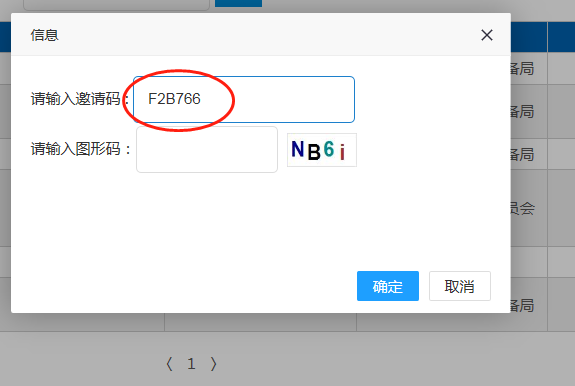 信息
备局
请输入邀请码：F2B766
备局
请输入图形码： NB6i
备局
员会
确定 取消
备局
〈 1 〉